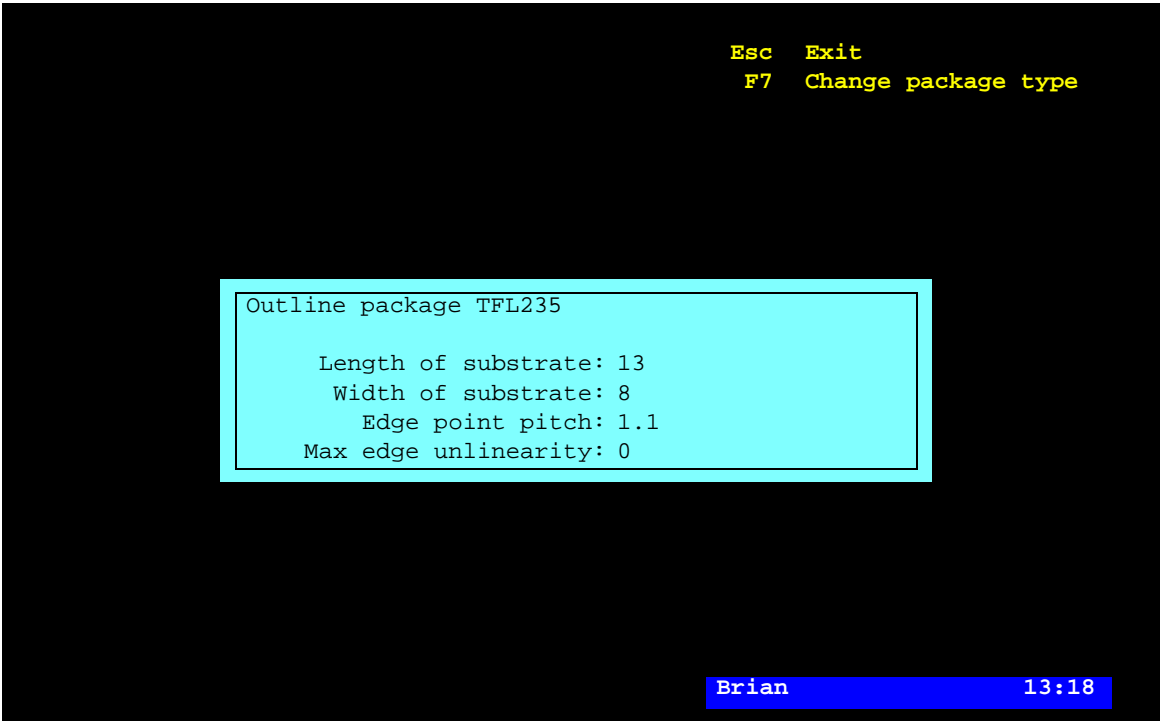 Esc Exit
F7 Change package type
Outline package TFL235
Length of substrate: 13
Width of substrate: 8
Edge point pitch: 1.1
Max edge unlinearity: 0
Brian 13:18